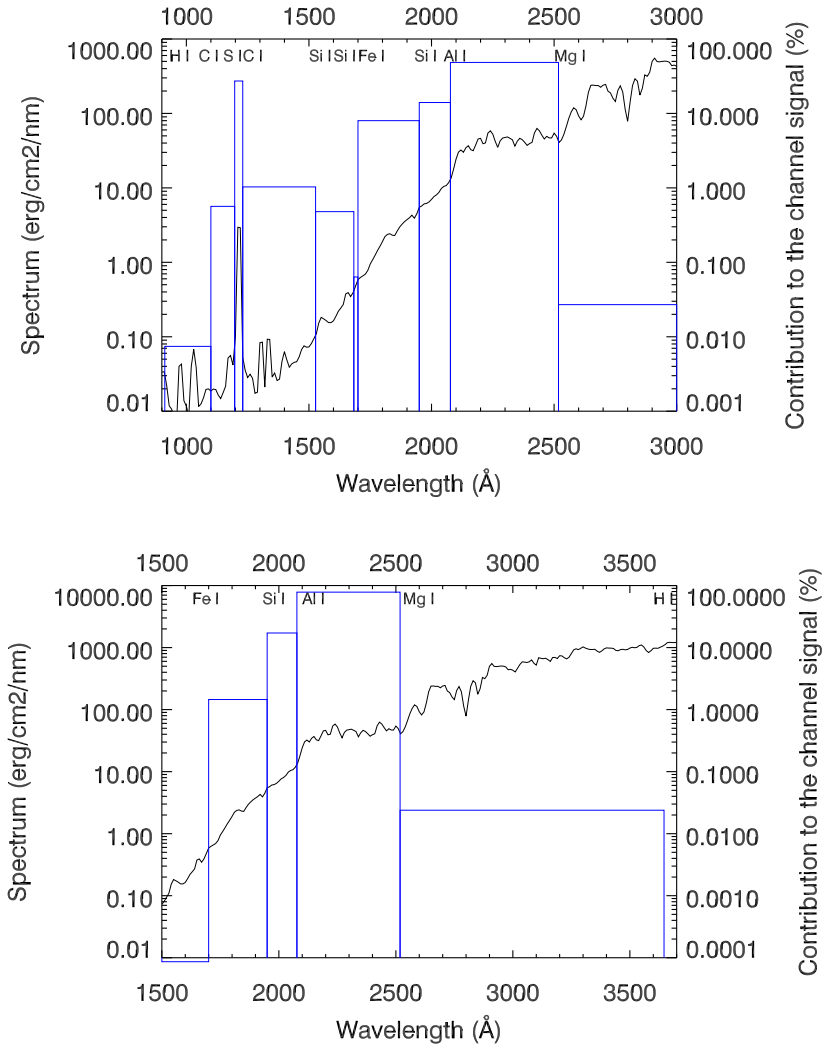 1000 1500 2000 2500 3000
1000.00 100.00 10.00 1.00 0.10 0.01
Spectrum (erg/cm2/nm)
H I C I S I C I Si I Si I Fe I Si I Al I Mg I
100.000 10.000 1.000 0.100 0.010 0.001
Contribution to the channel signal (%)
1000 1500 2000 2500 3000
Wavelength (Å)
1500 2000 2500 3000 3500
10000.00 1000.00 100.00 10.00 1.00 0.10 0.01
Spectrum (erg/cm2/nm)
Fe I Si I Al I Mg I H I
100.0000 10.0000 1.0000 0.1000 0.0100 0.0010 0.0001
Contribution to the channel signal (%)
1500 2000 2500 3000 3500
Wavelength (Å)